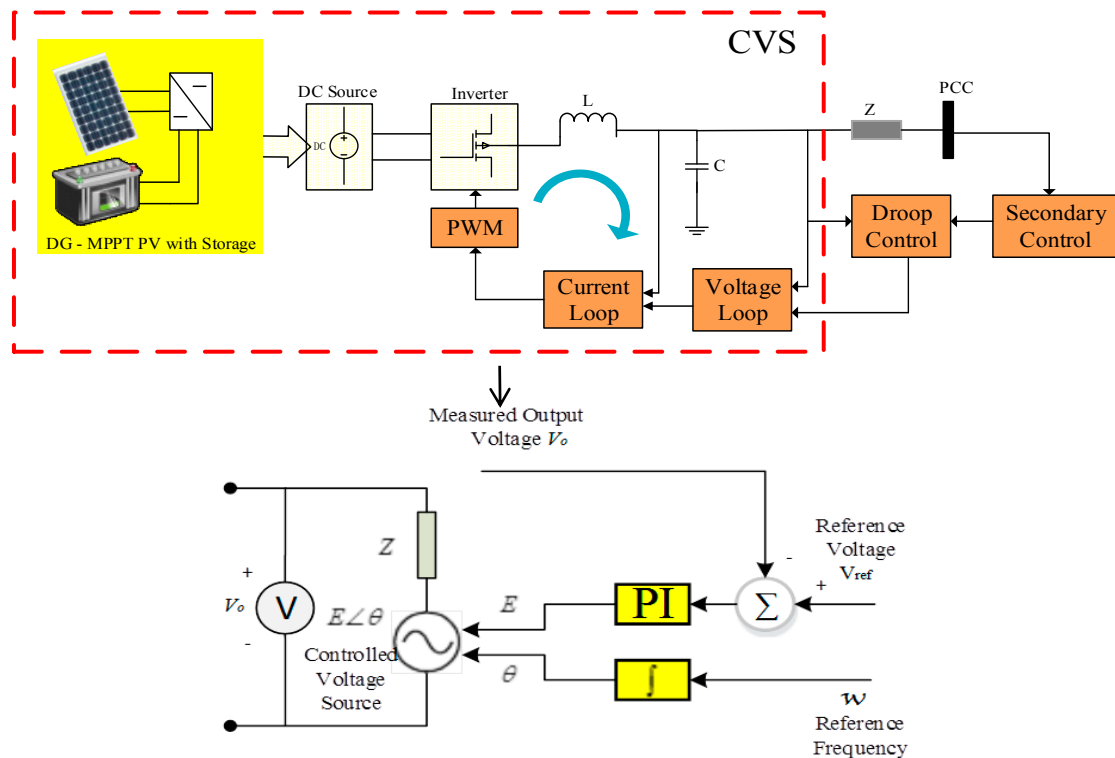 CVS
DC Source
Inverter
L
Z
PCC
DC
C
DG - MPPT PV with Storage
PWM
Droop
Control
Secondary
Control
Current
Loop
Voltage
Loop
Measured Output
Voltage Vo
Reference
Voltage
Vref
-
+
Z
+
Vo
-
V
E∠θ
Controlled
Voltage
Source
E
PI
Σ
θ
∫
w
Reference
Frequency